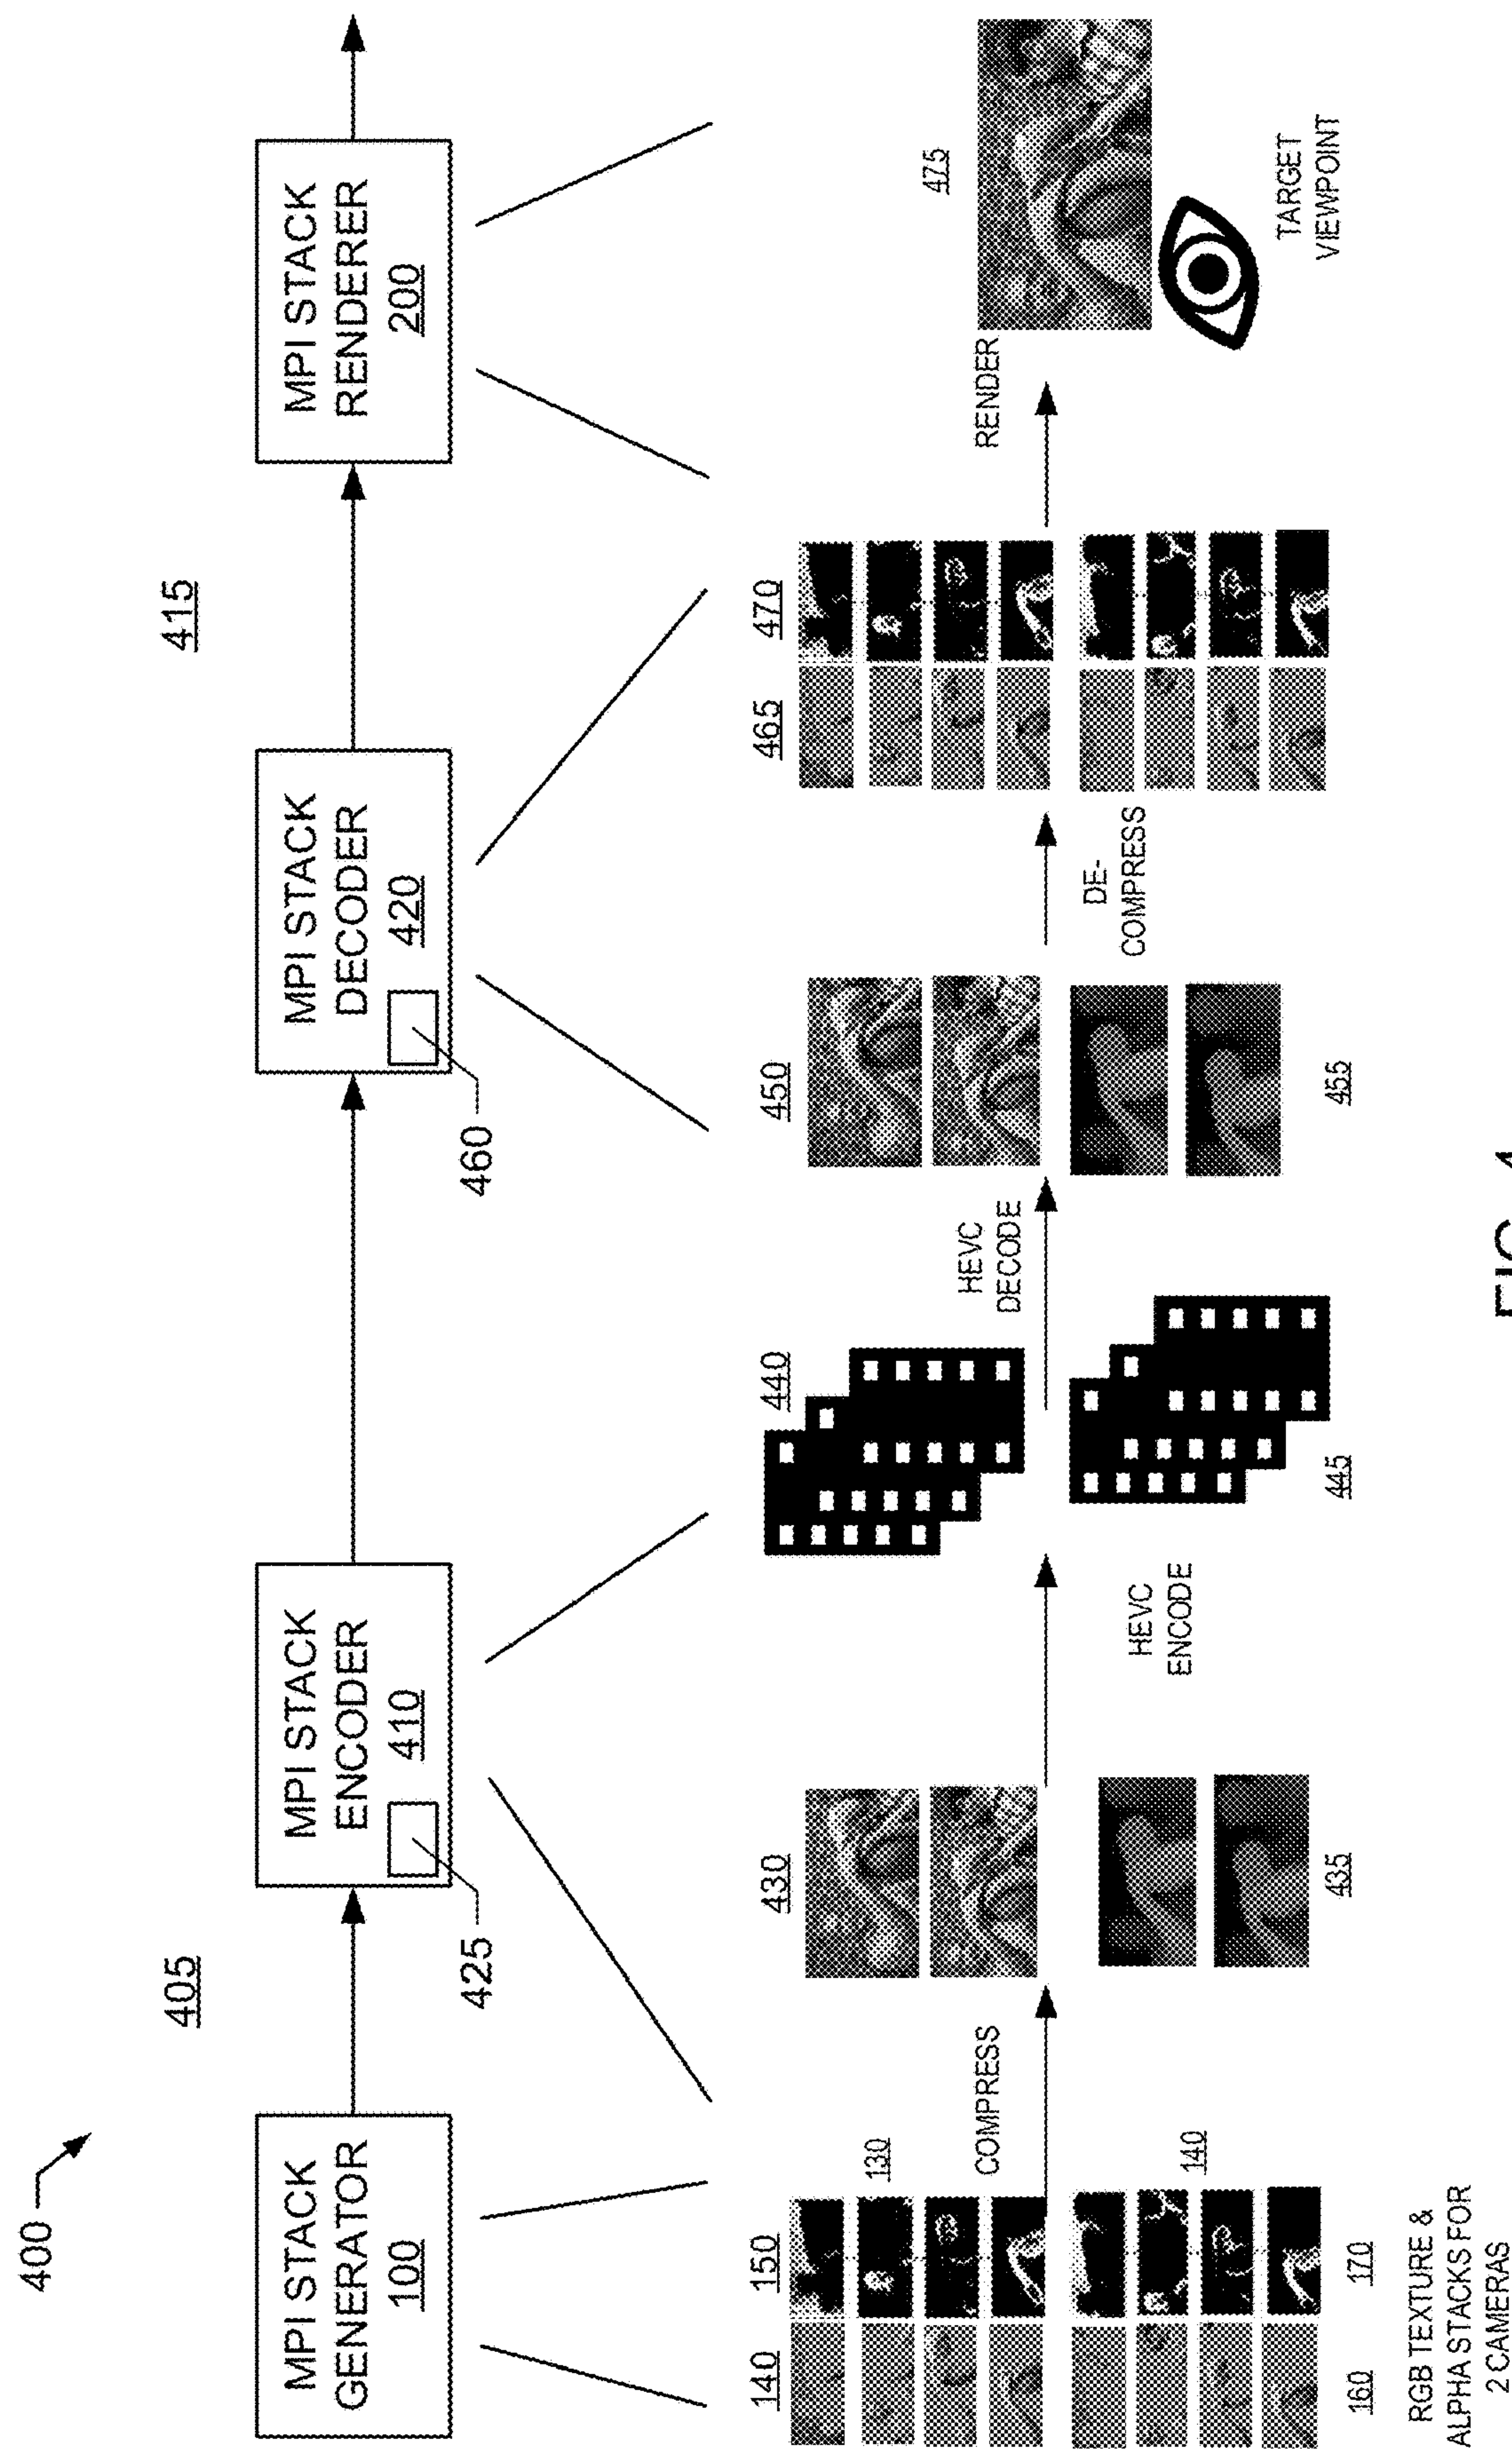 400
405
415
MPI STACK
GENERATOR
100
MPI STACK
ENCODER
410
425
MPI STACK
DECODER
420
460
MPI STACK
RENDERER
200
140
150
130
COMPRESS
140
160
170
RGB TEXTURE &
ALPHA STACKS FOR
2 CAMERAS
430
435
HEVC
ENCODE
440
445
HEVC
DECODE
450
455
DE-
COMPRESS
465
470
RENDER
475
TARGET
VIEWPOINT